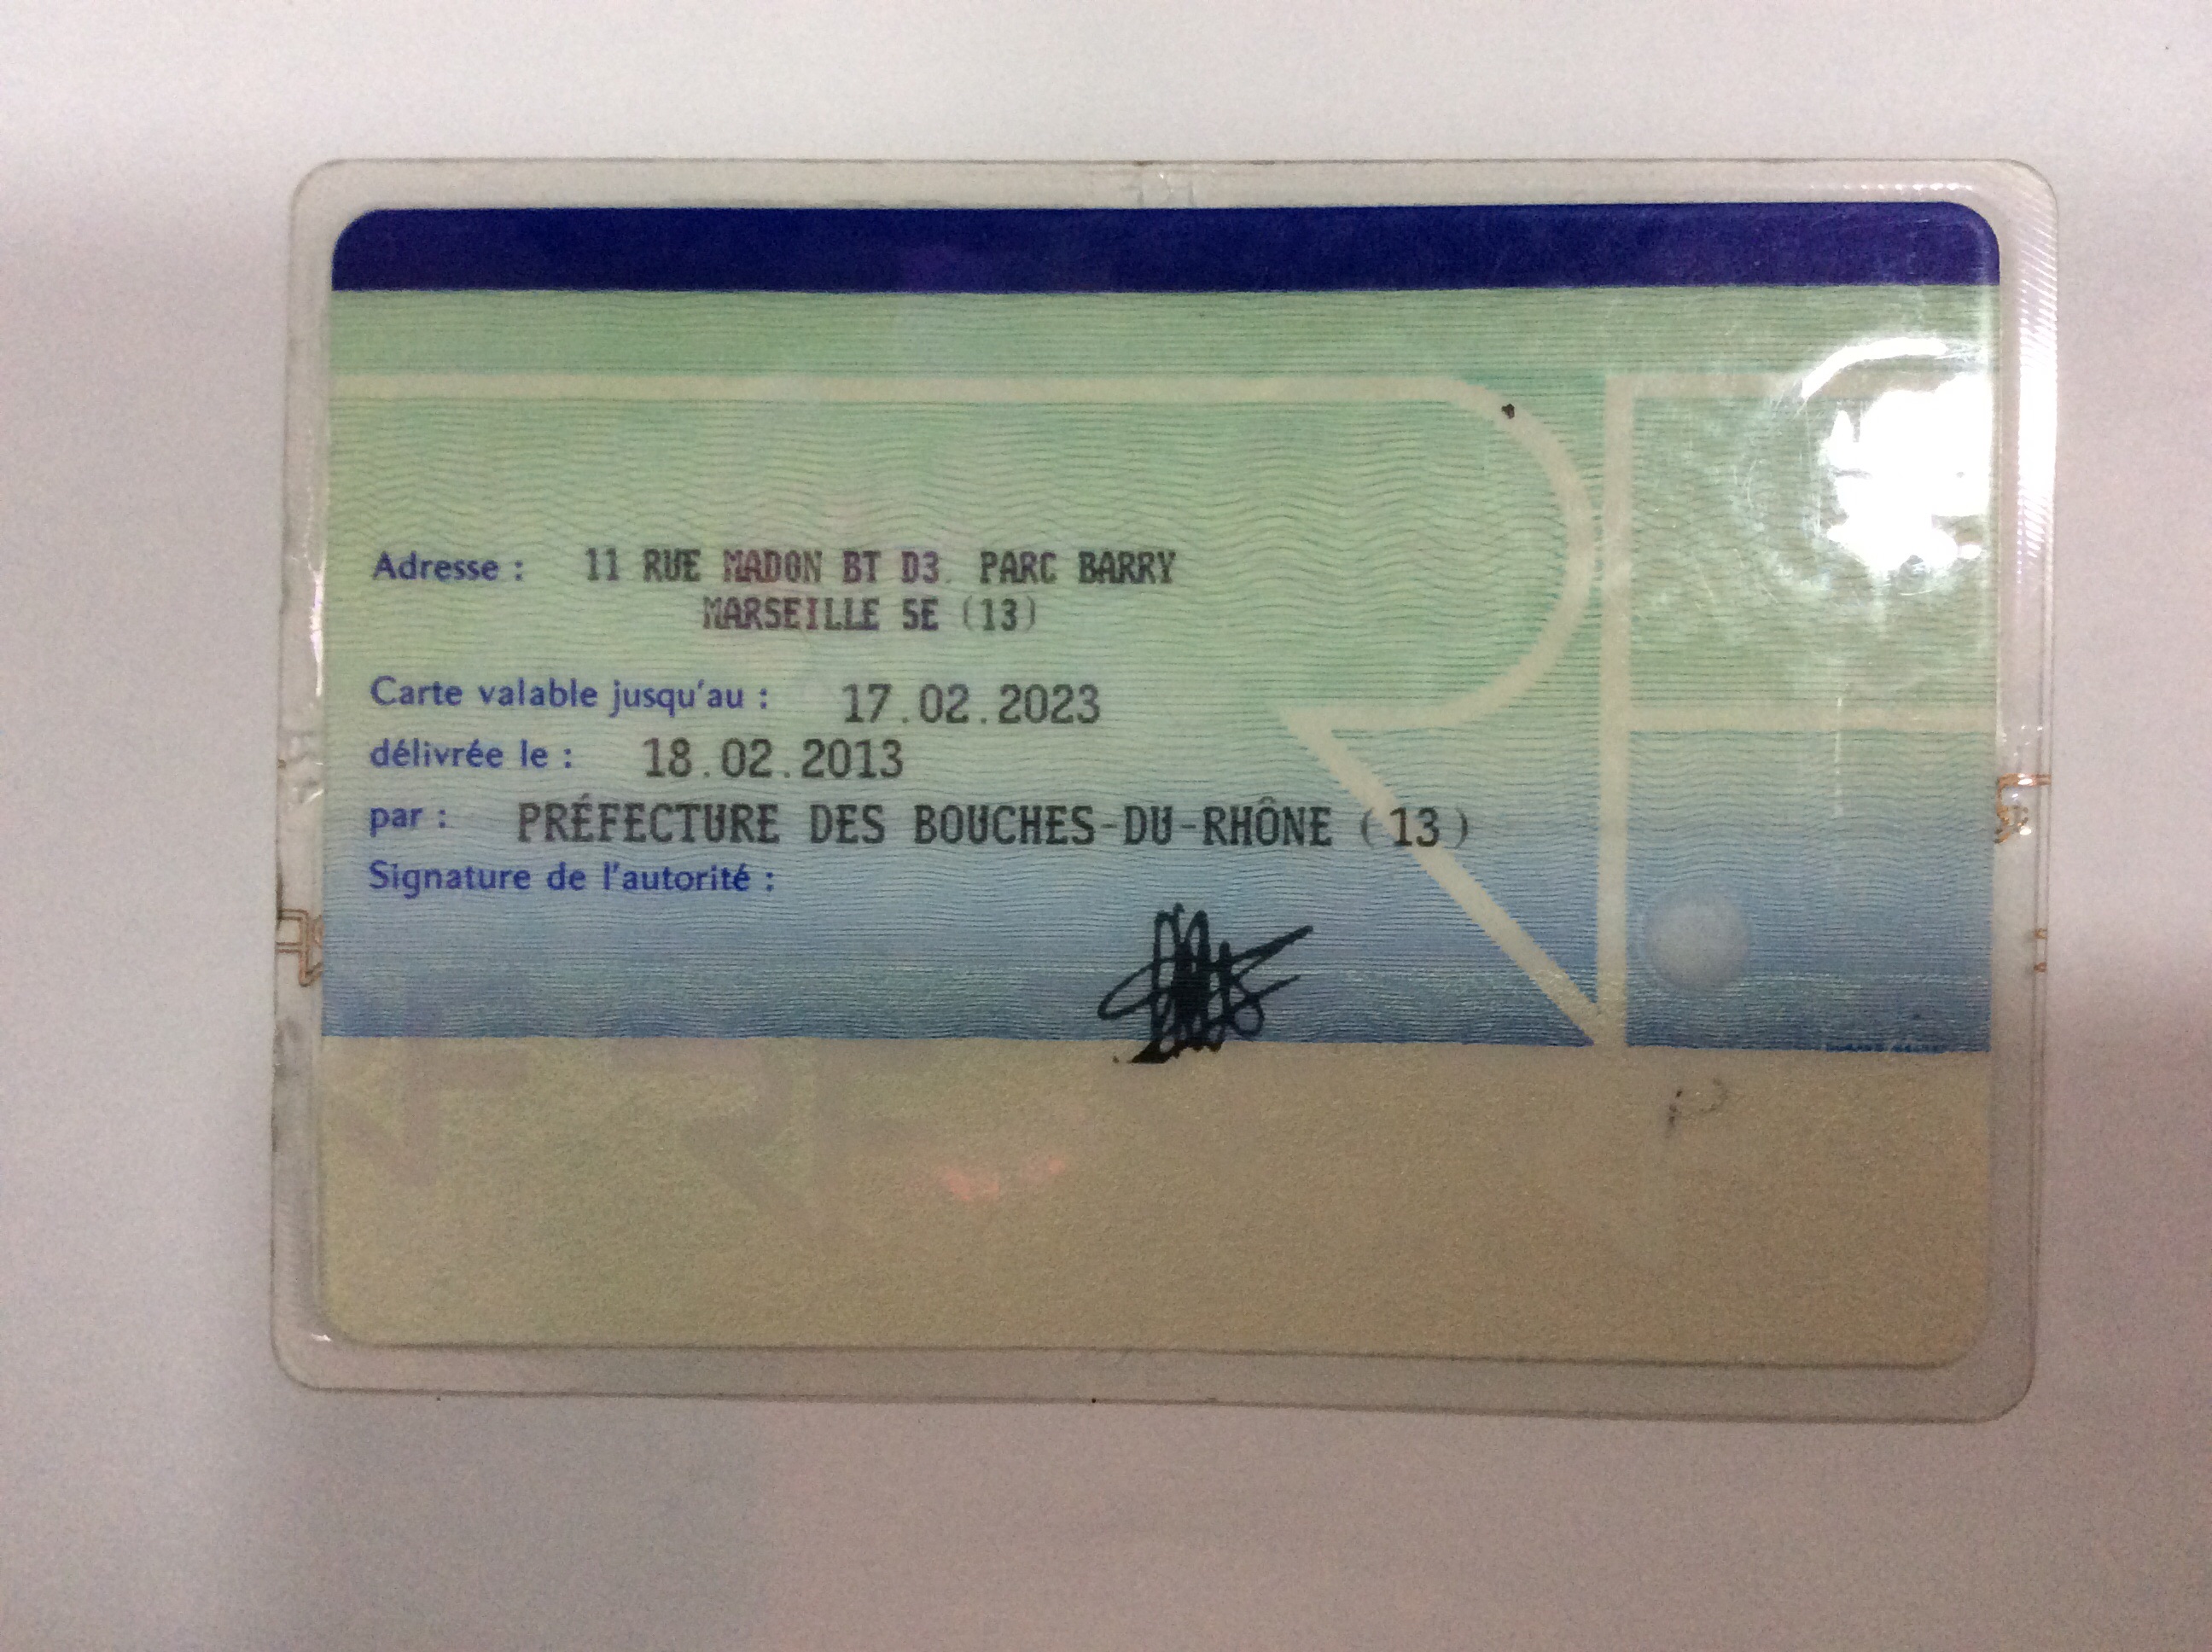 Adresse : 11 RUE MADON BT D3. PARC BARRY
MARSEILLE 5E (13)
Carte valable jusqu'au : 17.02.2023
délivrée le : 18.02.2013
par : PRÉFECTURE DES BOUCHES-DU-RHÔNE (13)
Signature de l'autorité :
RF